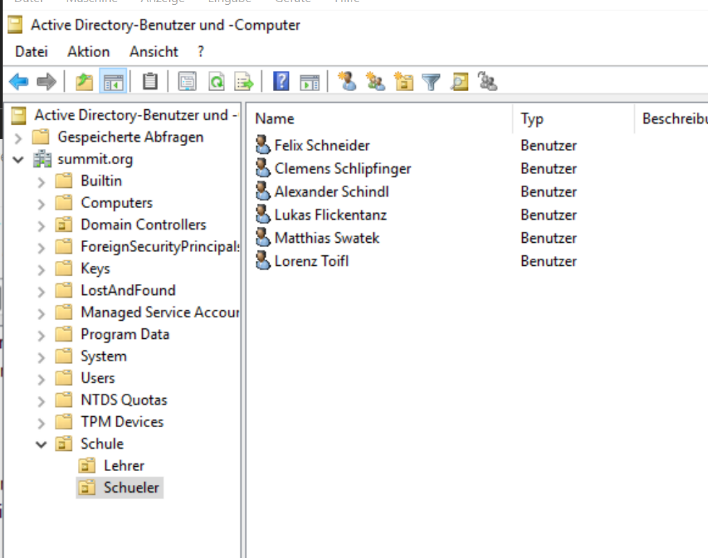 Datei Maschine Anzeige Eingabe Geräte Hilfe
Active Directory-Benutzer und -Computer
Datei Aktion Ansicht ?
Active Directory-Benutzer und -
Gespeicherte Abfragen
summit.org
Builtin
Computers
Domain Controllers
ForeignSecurityPrincipals
Keys
LostAndFound
Managed Service Accour
Program Data
System
Users
NTDS Quotas
TPM Devices
Schule
Lehrer
Schueler
Name Typ Beschreibu
Felix Schneider Benutzer
Clemens Schlipfinger Benutzer
Alexander Schindl Benutzer
Lukas Flickentanz Benutzer
Matthias Swatek Benutzer
Lorenz Toifl Benutzer